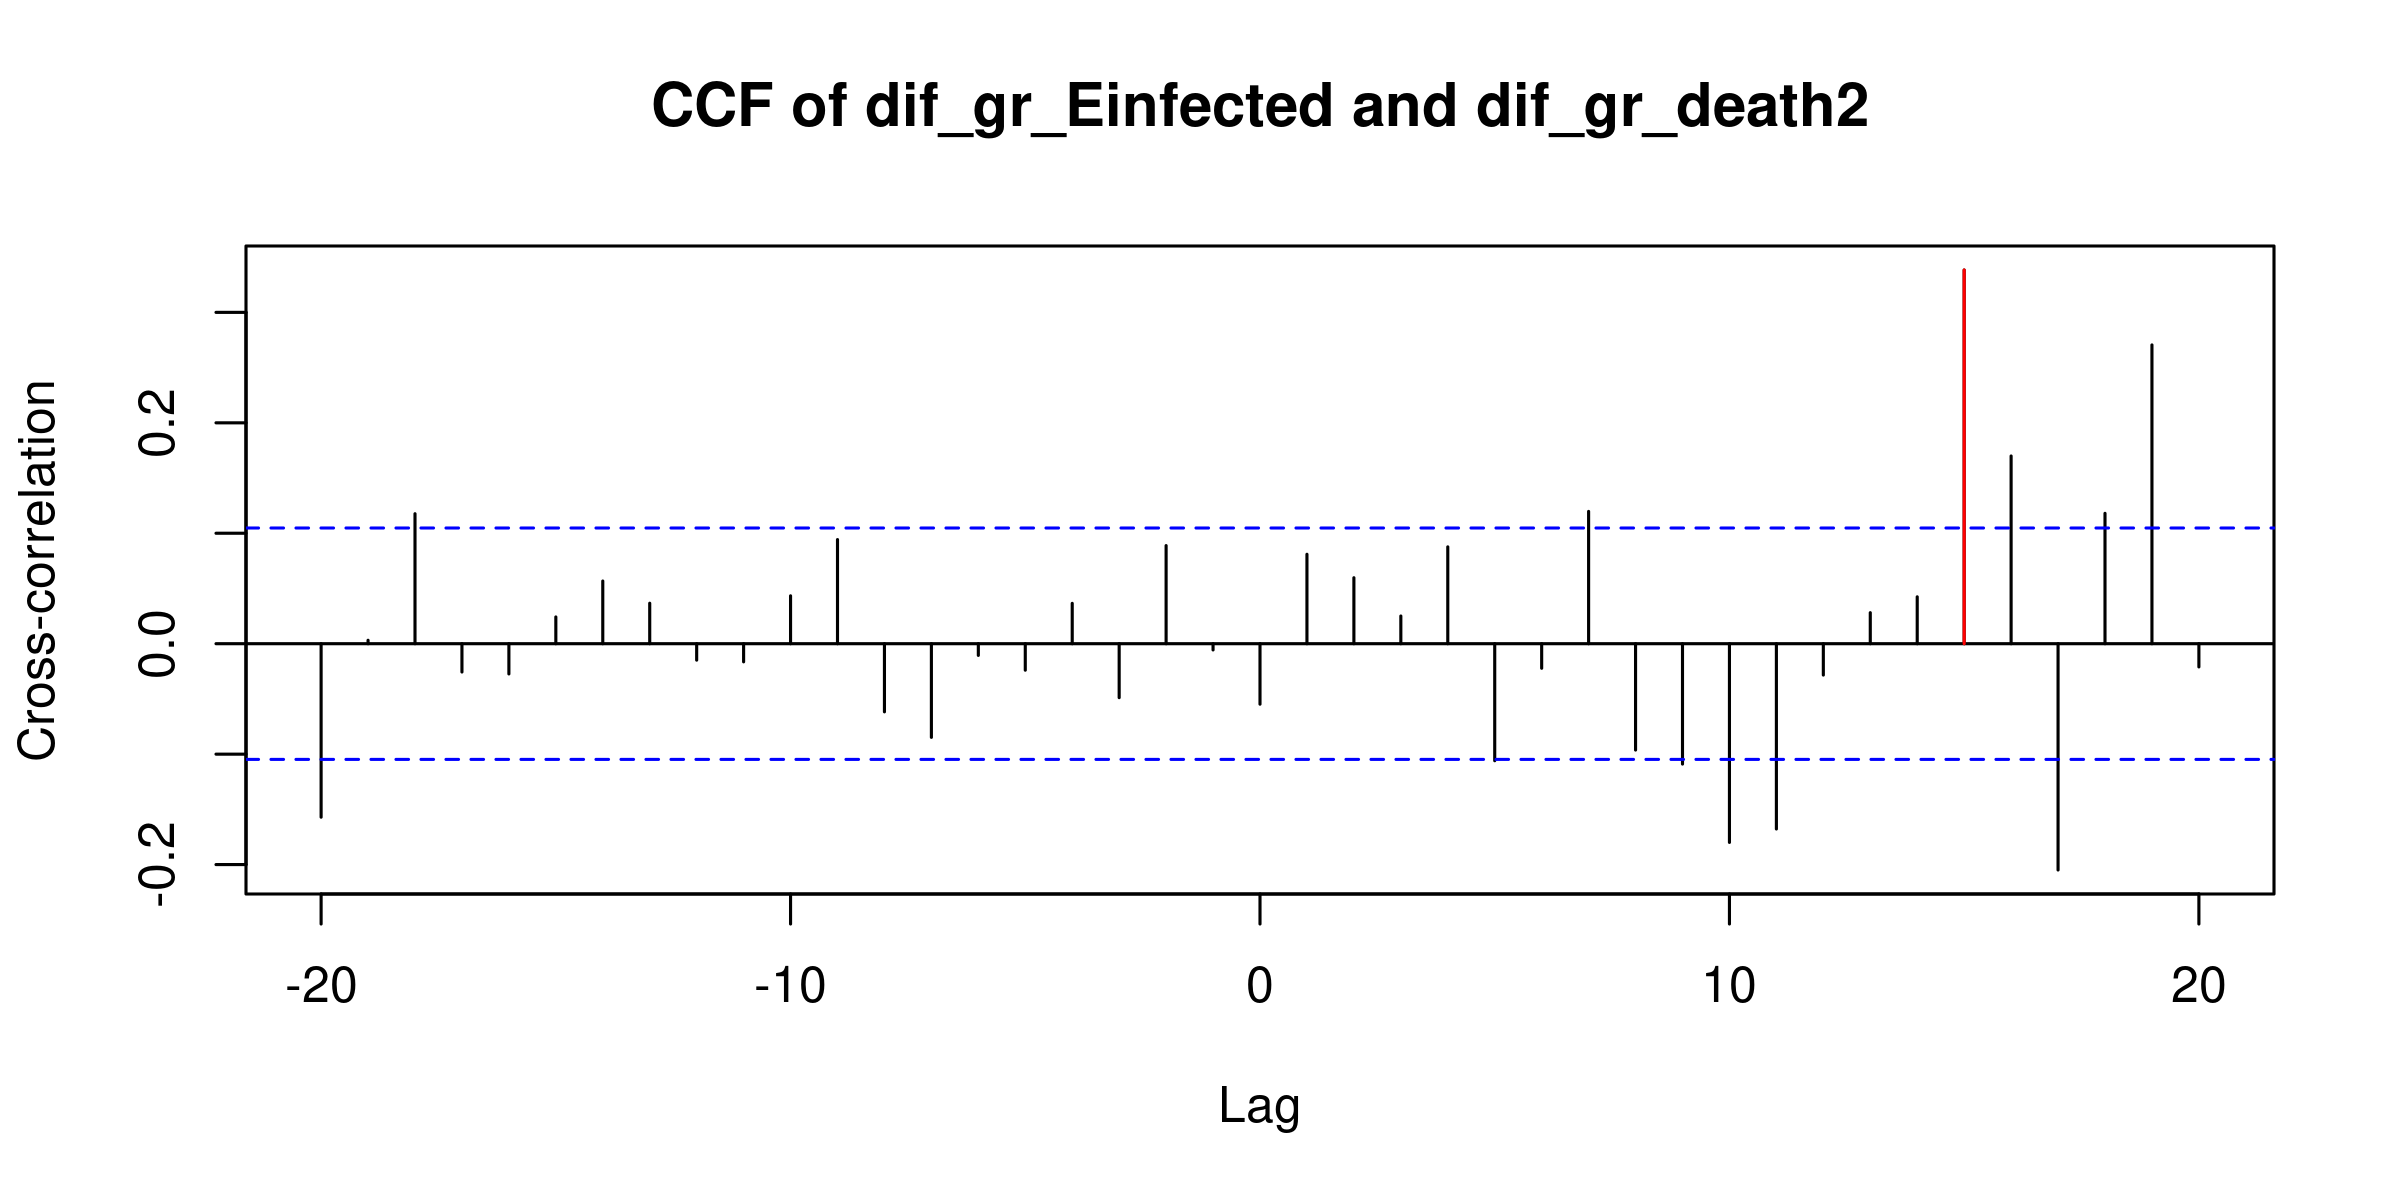 CCF of dif_gr_Einfected and dif_gr_death2
Cross-correlation
0.2
0.0
-0.2
-20 -10 0 10 20
Lag